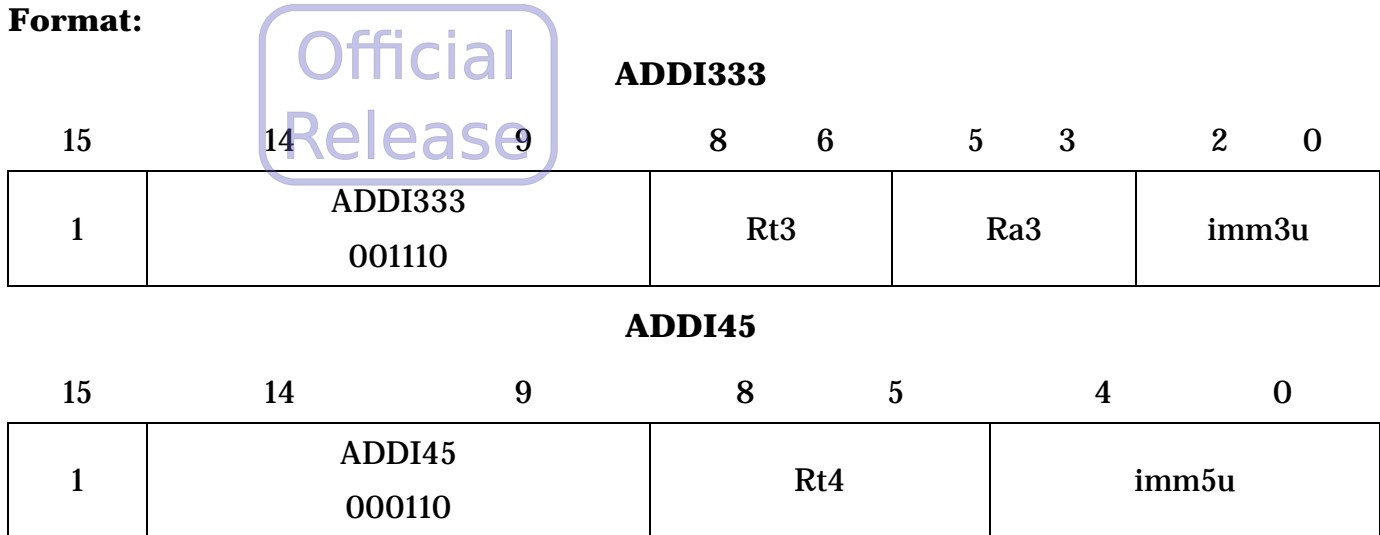 Format:
Official
Release
ADDI333
15 14 9 8 6 5 3 2 0
1 ADDI333 001110 Rt3 Ra3 imm3u
ADDI45
15 14 9 8 5 4 0
1 ADDI45 000110 Rt4 imm5u